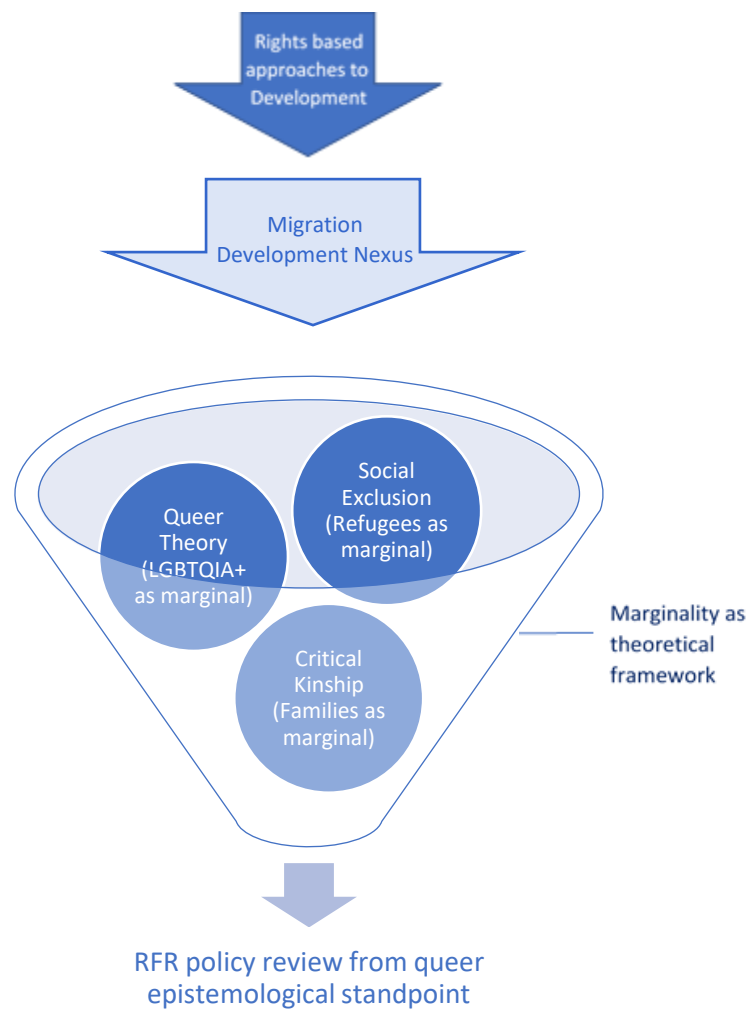 Rights based
approaches to
Development
Migration
Development Nexus
Social
Exclusion
(Refugees as
marginal)
Queer
Theory
(LGBTQIA+
as marginal)
Critical
Kinship
(Families as
marginal)
Marginality as
theoretical
framework
RFR policy review from queer
epistemological standpoint